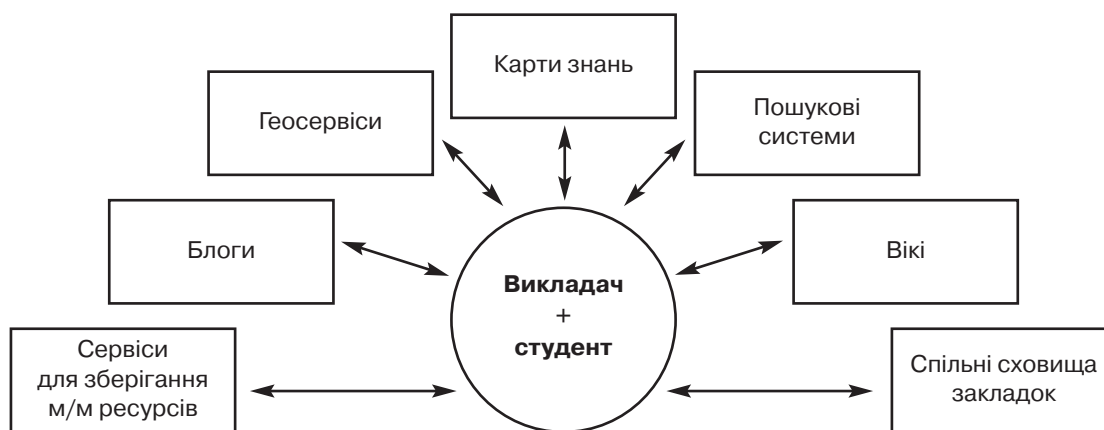 Карти знань
Геосервіси
Пошукові
системи
Блоги
Вікі
Викладач
+
студент
Сервіси
для зберігання
м/м ресурсів
Спільні сховища
закладок